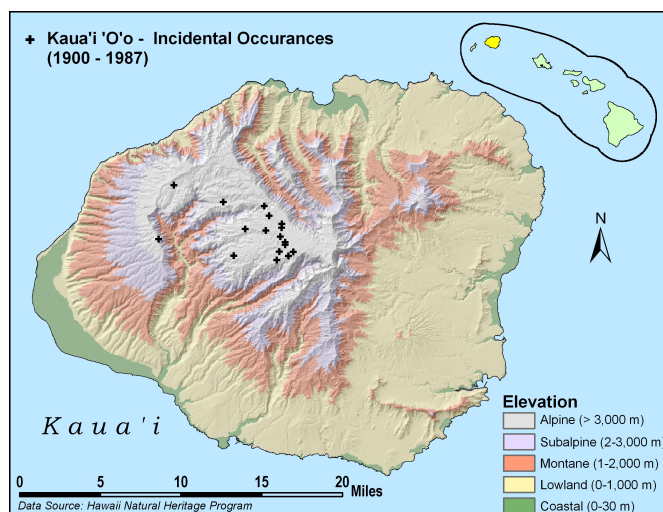 + Kaua'i 'O'o - Incidental Occurances
(1900 - 1987)
N
Kaua'i
Elevation
Alpine (> 3,000 m)
Subalpine (2-3,000 m)
Montane (1-2,000 m)
Lowland (0-1,000 m)
Coastal (0-30 m)
0 5 10 15 20
Miles
Data Source: Hawaii Natural Heritage Program